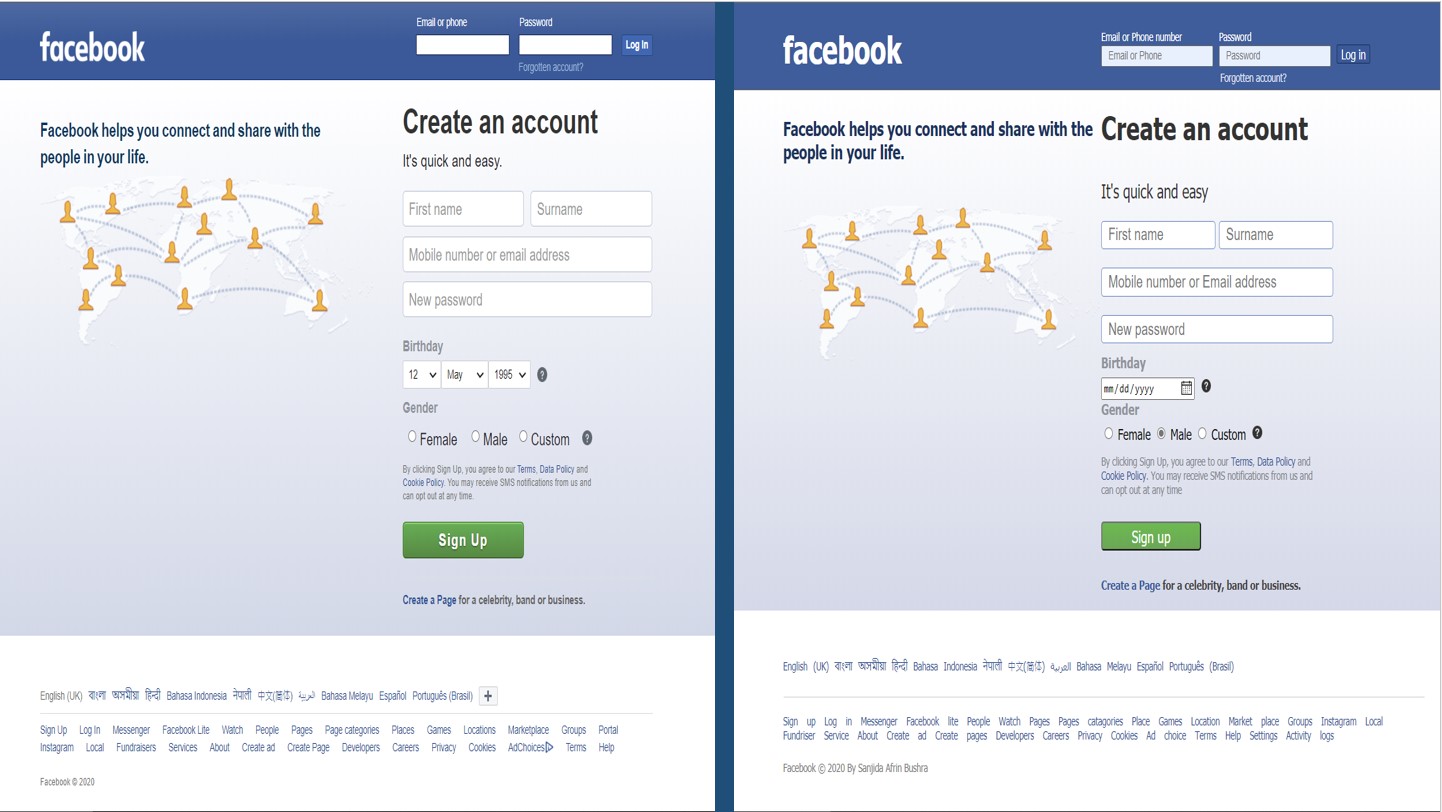 facebook
Email or phone Password
Log In
Forgotten account?
Facebook helps you connect and share with the
people in your life.
Create an account
It's quick and easy.
First name Surname
Mobile number or email address
New password
Birthday
12 May 1995 ?
Gender
Female Male Custom ?
By clicking Sign Up, you agree to our Terms, Data Policy and
Cookie Policy. You may receive SMS notifications from us and
can opt out at any time.
Sign Up
Create a Page for a celebrity, band or business.
English (UK) বাংলা অসমীয়া हिन्दी Bahasa Indonesia नेपाली 中文(简体) العربية Bahasa Melayu Español Português (Brasil) +
Sign Up Log In Messenger Facebook Lite Watch People Pages Page categories Places Games Locations Marketplace Groups Portal
Instagram Local Fundraisers Services About Create ad Create Page Developers Careers Privacy Cookies AdChoices Terms Help
Facebook © 2020
facebook
Email or Phone number Password
Email or Phone Password Log in
Forgotten account?
Facebook helps you connect and share with the
people in your life.
Create an account
It's quick and easy
First name Surname
Mobile number or Email address
New password
Birthday
mm/dd/yyyy ?
Gender
Female Male Custom ?
By clicking Sign Up, you agree to our Terms, Data Policy and
Cookie Policy. You may receive SMS notifications from us and
can opt out at any time
Sign up
Create a Page for a celebrity, band or business.
English (UK) বাংলা অসমীয়া हिन्दी Bahasa Indonesia नेपाली 中文(简体) العربية Bahasa Melayu Español Português (Brasil)
Sign up Log in Messenger Facebook lite People Watch Pages Pages catagories Place Games Location Market place Groups Instagram Local
Fundriser Service About Create ad Create pages Developers Careers Privacy Cookies Ad choice Terms Help Settings Activity logs
Facebook © 2020 By Sanjida Afrin Bushra